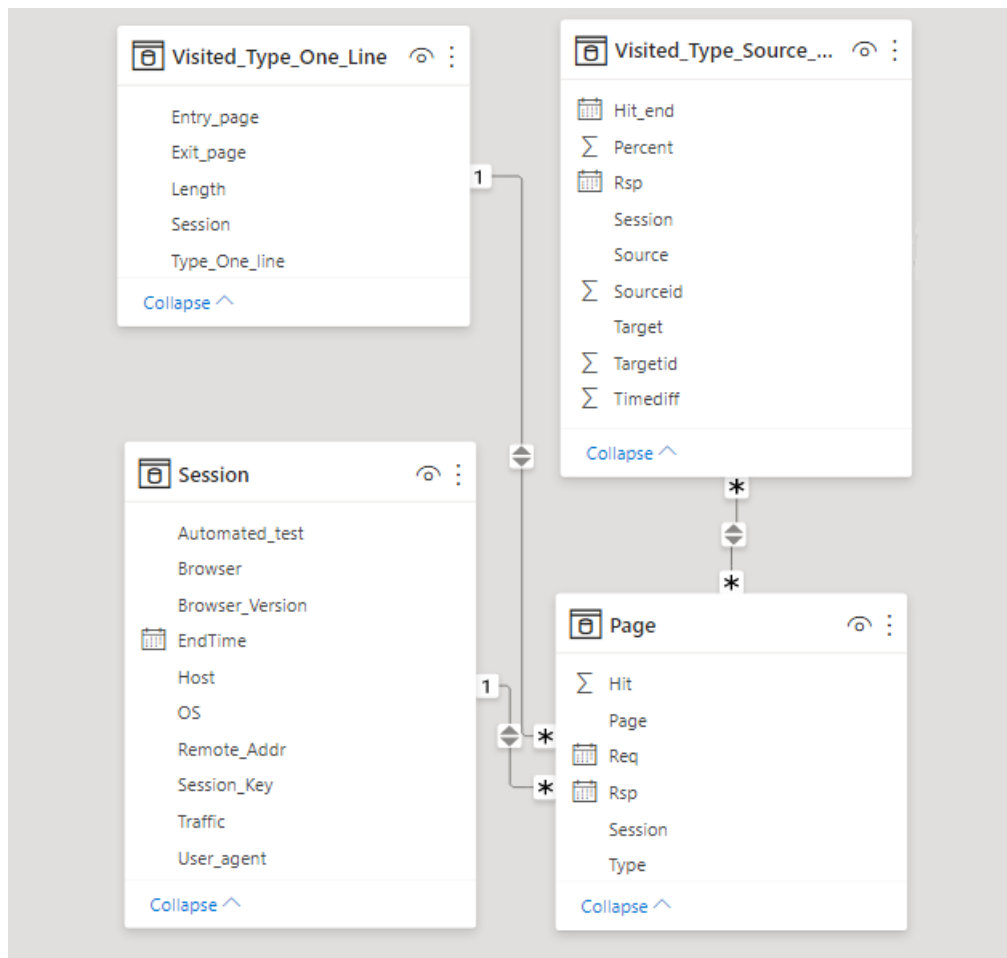 Visited_Type_One_Line
Entry_page
Exit_page
Length
Session
Type_One_line
Collapse
Visited_Type_Source_...
Hit_end
Percent
Rsp
Session
Source
Sourceid
Target
Targetid
Timediff
Collapse
1
*
*
Session
Automated_test
Browser
Browser_Version
EndTime
Host
OS
Remote_Addr
Session_Key
Traffic
User_agent
Collapse
1
*
*
Page
Hit
Page
Req
Rsp
Session
Type
Collapse